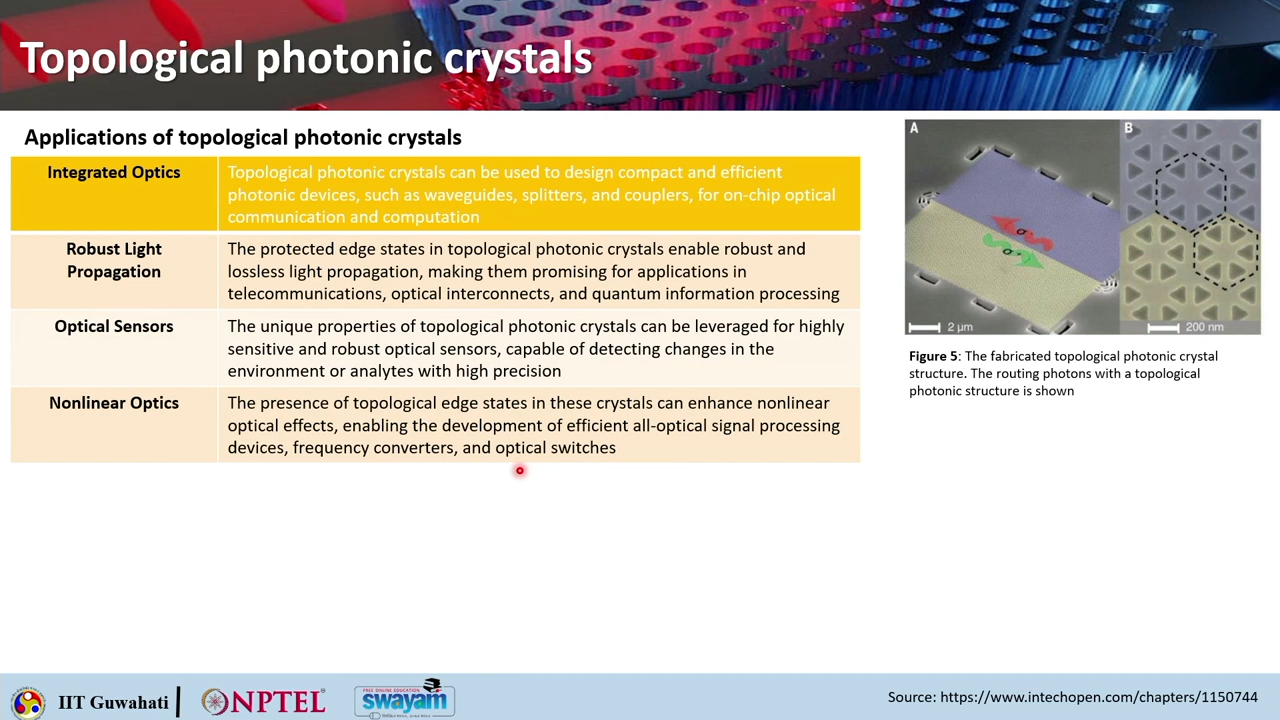 Topological photonic crystals
Applications of topological photonic crystals
Integrated Optics
Topological photonic crystals can be used to design compact and efficient
photonic devices, such as waveguides, splitters, and couplers, for on-chip optical
communication and computation
Robust Light
Propagation
The protected edge states in topological photonic crystals enable robust and
lossless light propagation, making them promising for applications in
telecommunications, optical interconnects, and quantum information processing
Optical Sensors
The unique properties of topological photonic crystals can be leveraged for highly
sensitive and robust optical sensors, capable of detecting changes in the
environment or analytes with high precision
Nonlinear Optics
The presence of topological edge states in these crystals can enhance nonlinear
optical effects, enabling the development of efficient all-optical signal processing
devices, frequency converters, and optical switches
A
2 μm
B
200 nm
Figure 5: The fabricated topological photonic crystal
structure. The routing photons with a topological
photonic structure is shown
IIT Guwahati
NPTEL
FREE ONLINE EDUCATION
swayam
Source: https://www.intechopen.com/chapters/1150744